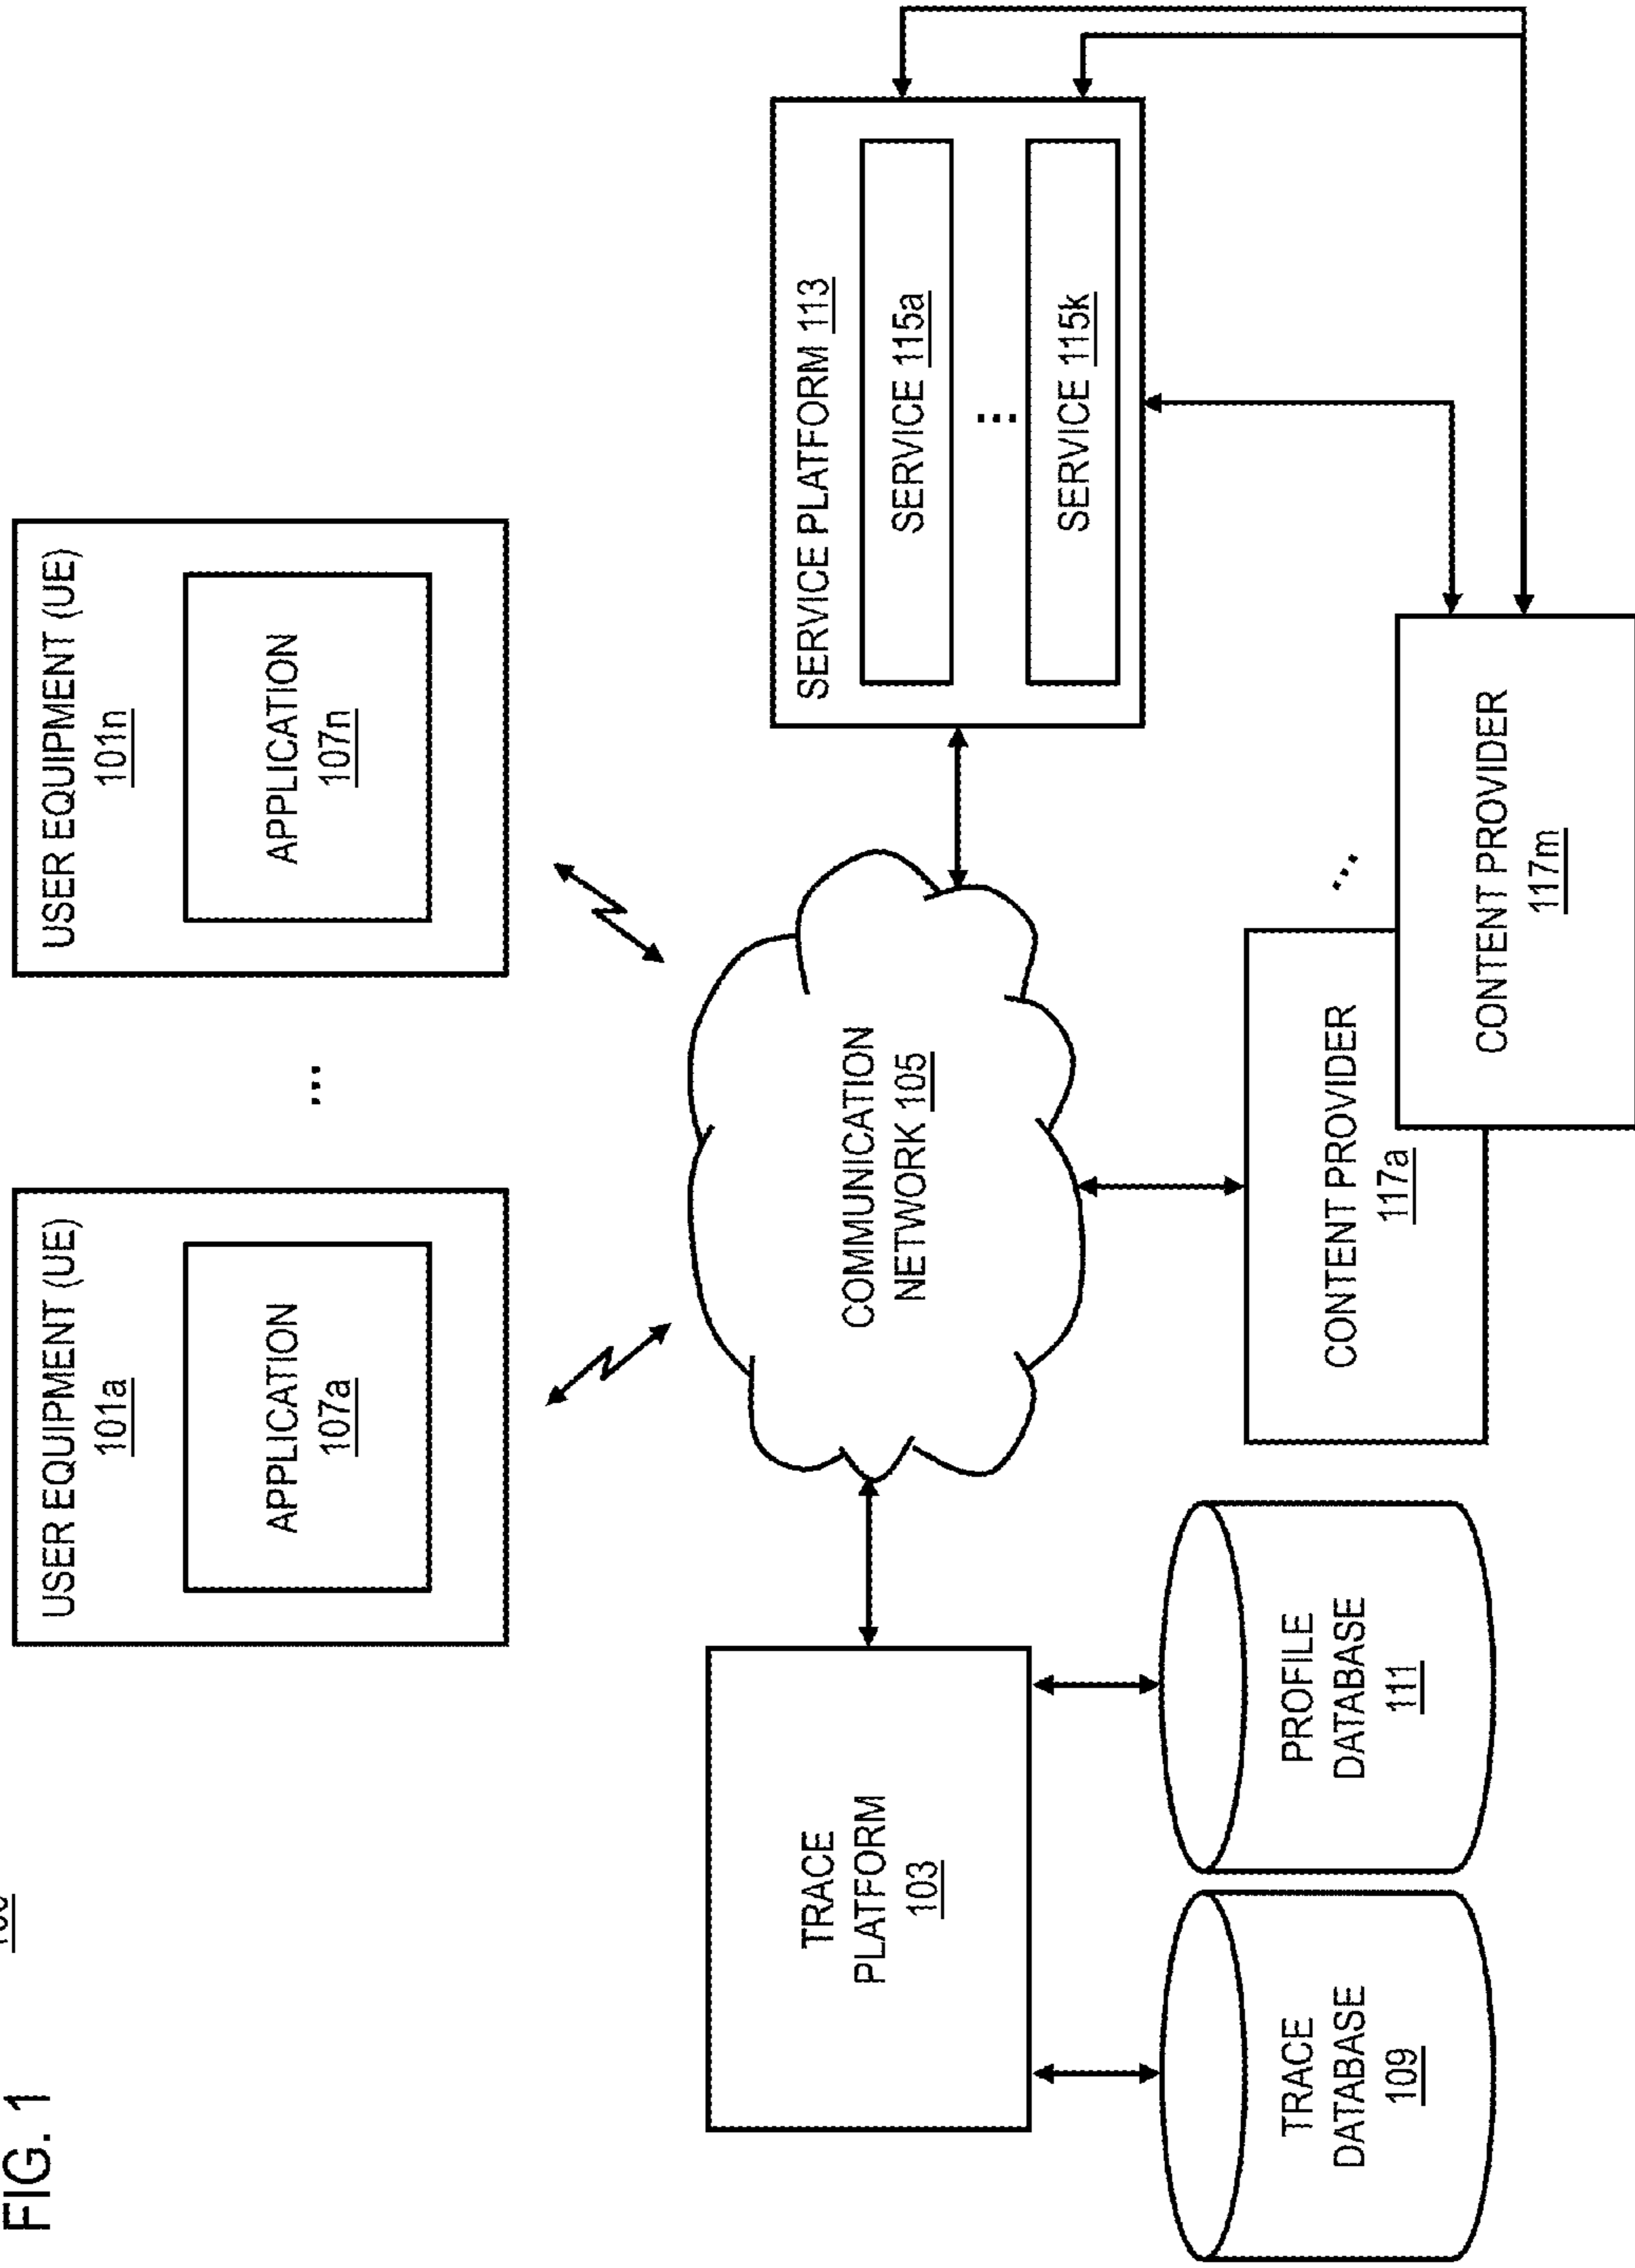 FIG. 1
USER EQUIPMENT (UE)
101a
APPLICATION
107a
...
USER EQUIPMENT (UE)
101n
APPLICATION
107n
COMMUNICATION
NETWORK 105
TRACE
PLATFORM
103
TRACE
DATABASE
109
PROFILE
DATABASE
111
SERVICE PLATFORM 113
SERVICE 115a
...
SERVICE 115k
CONTENT PROVIDER
117a
...
CONTENT PROVIDER
117m